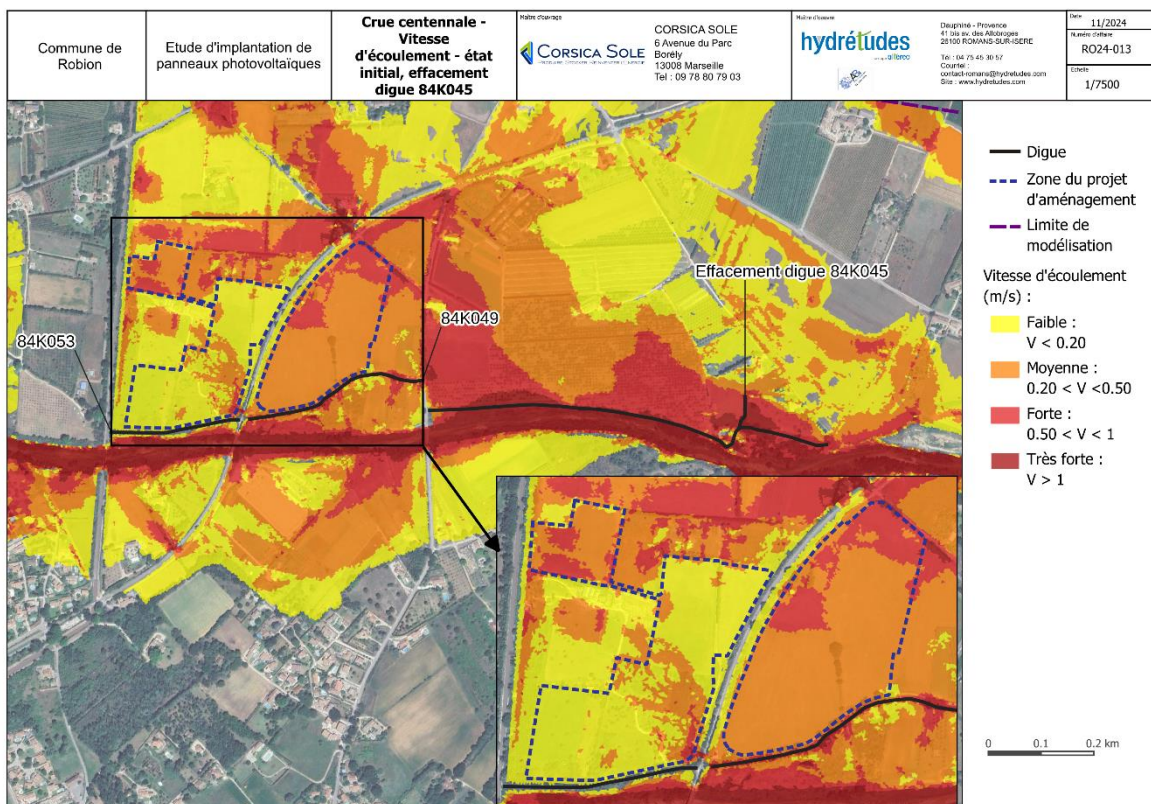 Commune de
Robion
Etude d'implantation de
panneaux photovoltaïques
Crue centennale -
Vitesse
d'écoulement - état
initial, effacement
digue 84K045
Maître d'ouvrage
CORSICA SOLE
CORSICA SOLE
6 Avenue du Parc
Borély
13008 Marseille
Tel : 09 78 80 79 03
Maître d'œuvre
hydrétudes
Dauphiné - Provence
41 bis av. des Allobroges
26100 ROMANS-SUR-ISERE
Tél : 04 75 45 30 57
Courriel :
contact-romans@hydretudes.com
Site : www.hydretudes.com
Date
11/2024
Numéro d'affaire
RO24-013
Echelle
1/7500
Effacement digue 84K045
84K049
84K053
Digue
Zone du projet
d'aménagement
Limite de
modélisation
Vitesse d'écoulement
(m/s) :
Faible :
V < 0.20
Moyenne :
0.20 < V <0.50
Forte :
0.50 < V < 1
Très forte :
V > 1
0 0.1 0.2 km